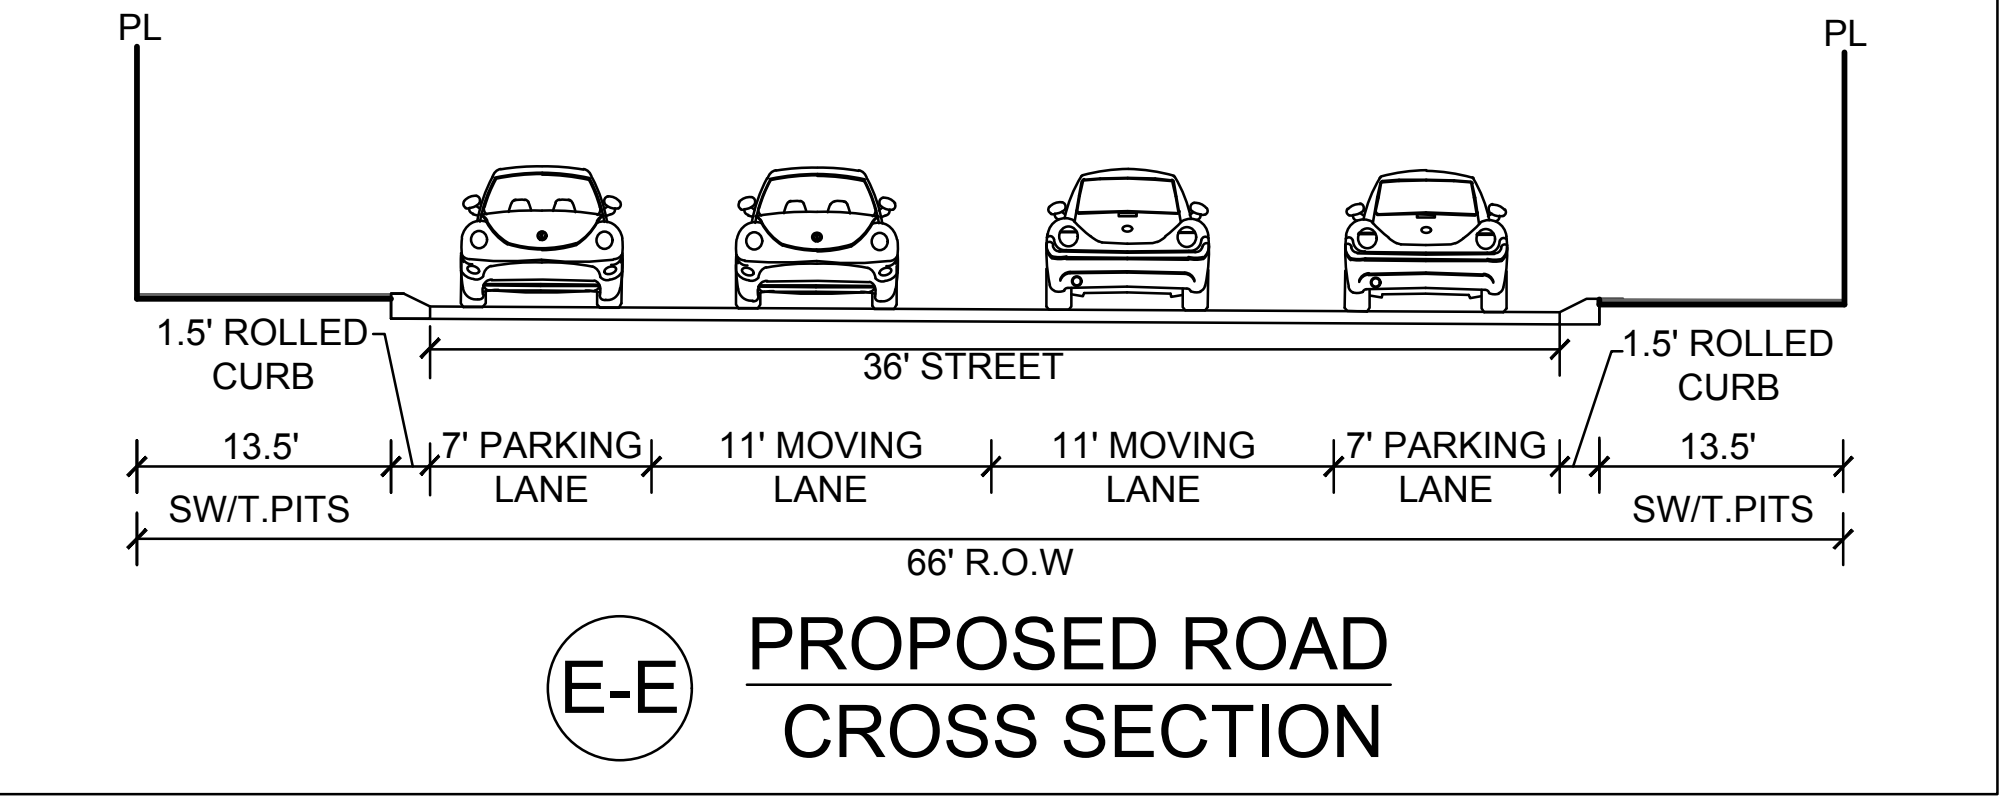 PL
PL
1.5' ROLLED
CURB
36' STREET
1.5' ROLLED
CURB
13.5'
7' PARKING
LANE
11' MOVING
LANE
11' MOVING
LANE
7' PARKING
LANE
13.5'
SW/T.PITS
SW/T.PITS
66' R.O.W
E-E
PROPOSED ROAD
CROSS SECTION